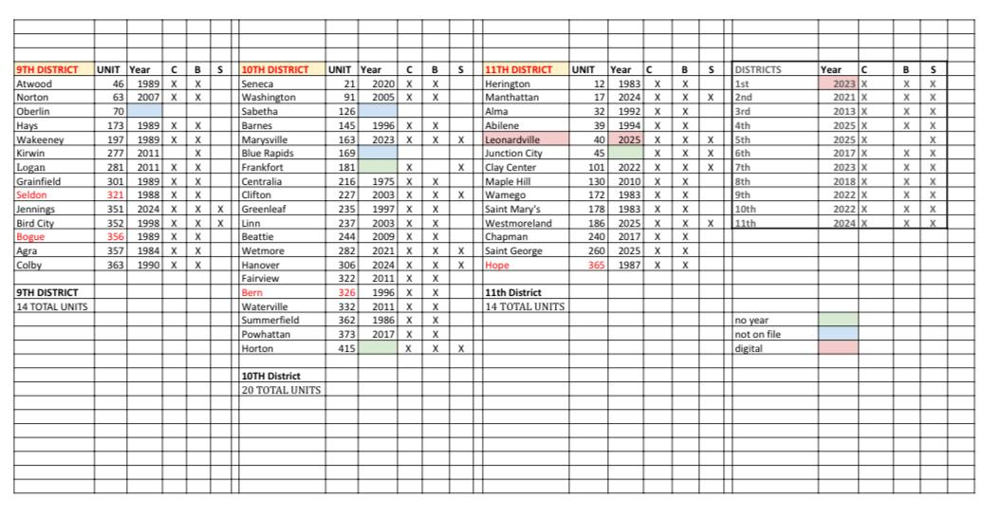 9TH DISTRICT UNIT Year C B S 10TH DISTRICT UNIT Year C B S 11TH DISTRICT UNIT Year C B S DISTRICTS Year C B S
Atwood 46 1989 X X Seneca 21 2020 X X Herington 12 1983 X X 1st 2023 X X X
Norton 63 2007 X X Washington 91 2005 X X Manthattan 17 2024 X X X 2nd 2021 X X X
Oberlin 70 Sabetha 126 Alma 32 1992 X X 3rd 2013 X X X
Hays 173 1989 X X Barnes 145 1996 X X Abilene 39 1994 X X 4th 2025 X X X
Wakeeney 197 1989 X X Marysville 163 2023 X X X Leonardville 40 2025 X X X 5th 2025 X X
Kirwin 277 2011 X Blue Rapids 169 Junction City 45 X X X 6th 2017 X X X
Logan 281 2011 X X Frankfort 181 X X Clay Center 101 2022 X X X 7th 2023 X X X
Grainfield 301 1989 X X Centralia 216 1975 X X Maple Hill 130 2010 X X 8th 2018 X X X
Seldon 321 1988 X X Clifton 227 2003 X X X Wamego 172 1983 X X 9th 2022 X X X
Jennings 351 2024 X X X Greenleaf 235 1997 X X Saint Mary's 178 1983 X X 10th 2022 X X X
Bird City 352 1998 X X X Linn 237 2003 X X Westmoreland 186 2025 X X X 11th 2024 X X X
Bogue 356 1989 X X Beattie 244 2009 X X Chapman 240 2017 X X
Agra 357 1984 X X Wetmore 282 2021 X X X Saint George 260 2025 X X
Colby 363 1990 X X Hanover 306 2024 X X X Hope 365 1987 X X
Fairview 322 2011 X X
9TH DISTRICT Bern 326 1996 X X 11th District
14 TOTAL UNITS Waterville 332 2011 X X 14 TOTAL UNITS
Summerfield 362 1986 X X no year
Powhattan 373 2017 X X not on file
Horton 415 X X X digital
10TH District
20 TOTAL UNITS